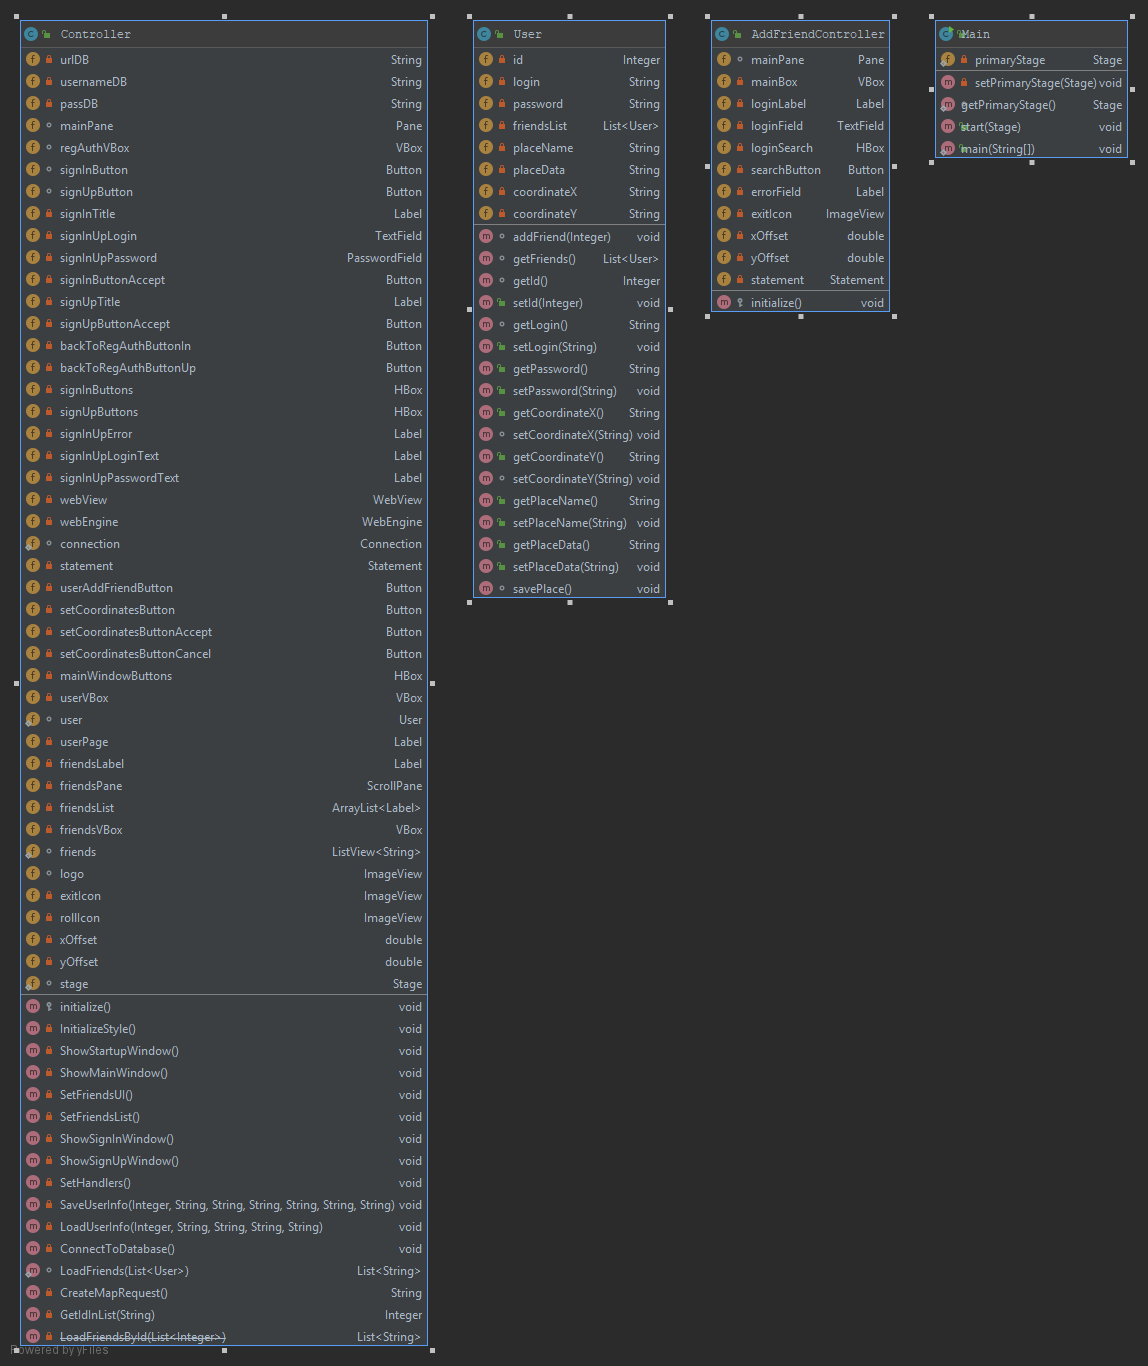 Controller
urlDB String
usernameDB String
passDB String
mainPane Pane
regAuthVBox VBox
signInButton Button
signUpButton Button
signInTitle Label
signInUpLogin TextField
signInUpPassword PasswordField
signInButtonAccept Button
signUpTitle Label
signUpButtonAccept Button
backToRegAuthButtonIn Button
backToRegAuthButtonUp Button
signInButtons HBox
signUpButtons HBox
signInUpError Label
signInUpLoginText Label
signInUpPasswordText Label
webView WebView
webEngine WebEngine
connection Connection
statement Statement
userAddFriendButton Button
setCoordinatesButton Button
setCoordinatesButtonAccept Button
setCoordinatesButtonCancel Button
mainWindowButtons HBox
userVBox VBox
user User
userPage Label
friendsLabel Label
friendsPane ScrollPane
friendsList ArrayList<Label>
friendsVBox VBox
friends ListView<String>
logo ImageView
exitIcon ImageView
rollIcon ImageView
xOffset double
yOffset double
stage Stage
initialize() void
InitializeStyle() void
ShowStartupWindow() void
ShowMainWindow() void
SetFriendsUI() void
SetFriendsList() void
ShowSignInWindow() void
ShowSignUpWindow() void
SetHandlers() void
SaveUserInfo(Integer, String, String, String, String, String, String) void
LoadUserInfo(Integer, String, String, String, String) void
ConnectToDatabase() void
LoadFriends(List<User>) List<String>
CreateMapRequest() String
GetIdInList(String) Integer
LoadFriendsById(List<Integer>) List<String>
Powered by yFiles
User
id Integer
login String
password String
friendsList List<User>
placeName String
placeData String
coordinateX String
coordinateY String
addFriend(Integer) void
getFriends() List<User>
getId() Integer
setId(Integer) void
getLogin() String
setLogin(String) void
getPassword() String
setPassword(String) void
getCoordinateX() String
setCoordinateX(String) void
getCoordinateY() String
setCoordinateY(String) void
getPlaceName() String
setPlaceName(String) void
getPlaceData() String
setPlaceData(String) void
savePlace() void
AddFriendController
mainPane Pane
mainBox VBox
loginLabel Label
loginField TextField
loginSearch HBox
searchButton Button
errorField Label
exitIcon ImageView
xOffset double
yOffset double
statement Statement
initialize() void
Main
primaryStage Stage
setPrimaryStage(Stage) void
getPrimaryStage() Stage
start(Stage) void
main(String[]) void